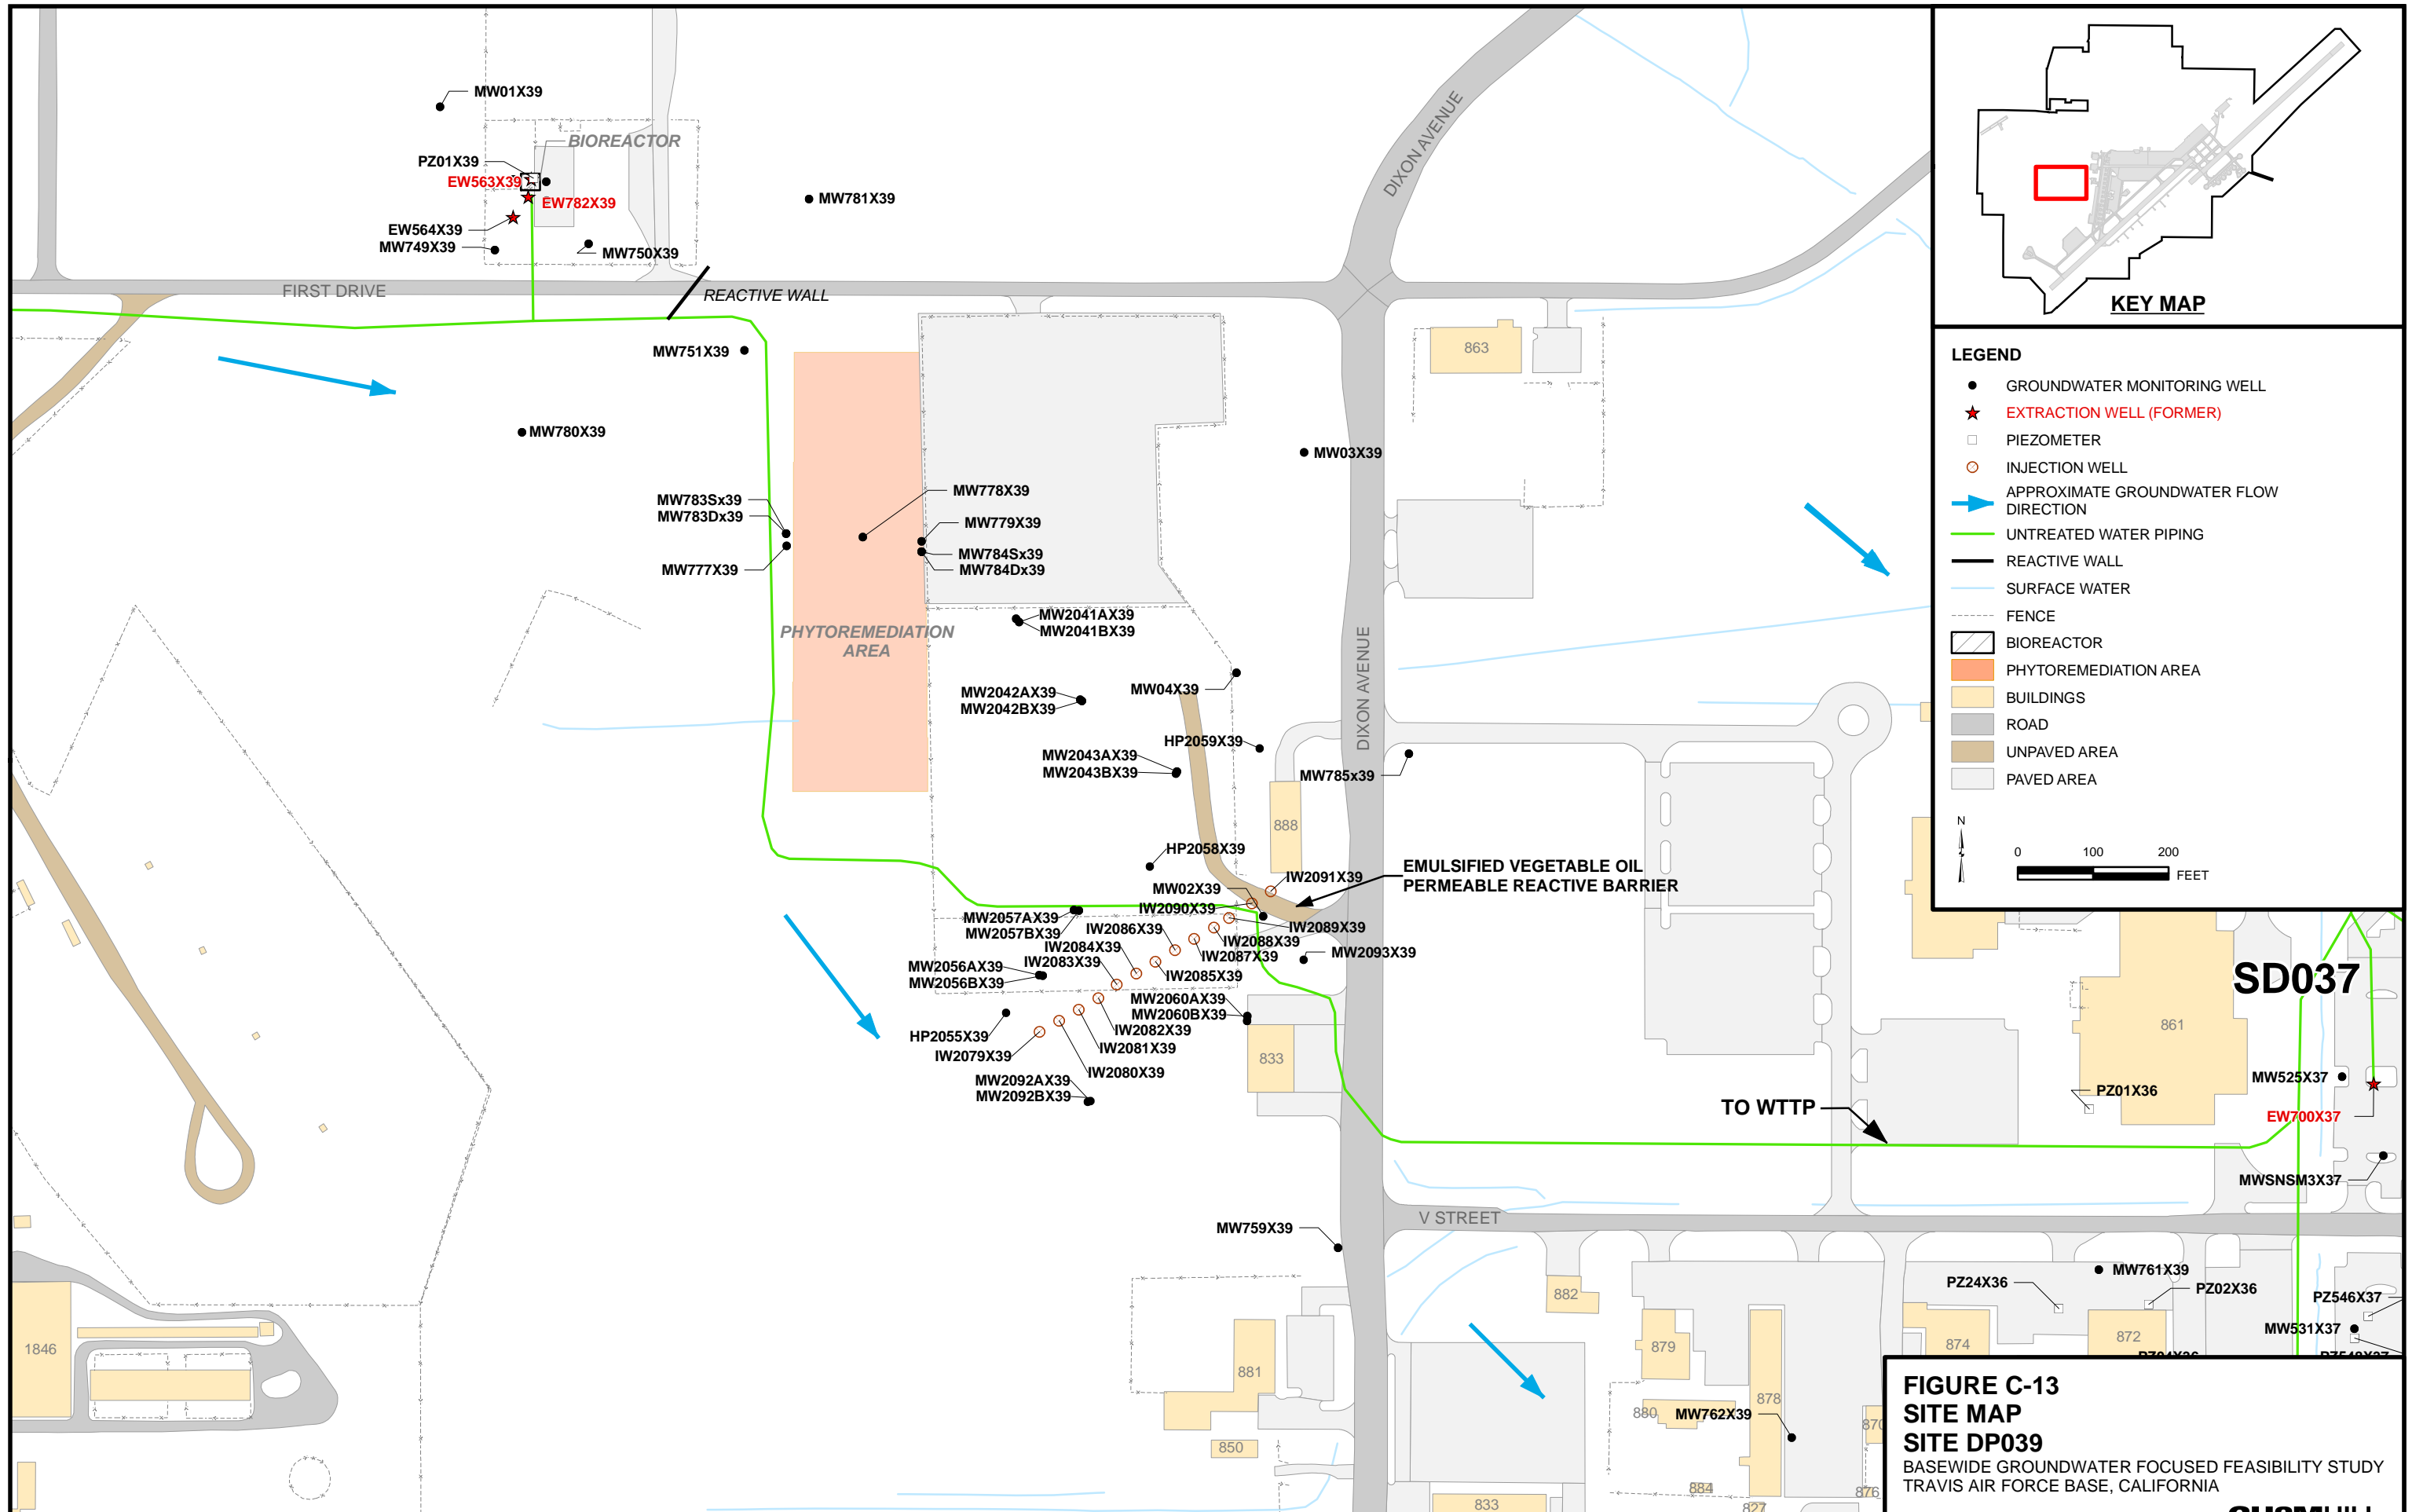 MW01X39
BIOREACTOR
PZ01X39
EW563X39
EW782X39
EW564X39
MW749X39
MW750X39
MW781X39
FIRST DRIVE
REACTIVE WALL
DIXON AVENUE
MW751X39
MW780X39
863
MW03X39
MW783Sx39
MW783Dx39
MW777X39
MW778X39
MW779X39
MW784Sx39
MW784Dx39
PHYTOREMEDIATION
AREA
MW2041AX39
MW2041BX39
MW2042AX39
MW2042BX39
MW04X39
DIXON AVENUE
HP2059X39
MW2043AX39
MW2043BX39
MW785x39
888
HP2058X39
EMULSIFIED VEGETABLE OIL
PERMEABLE REACTIVE BARRIER
IW2091X39
MW02X39
IW2090X39
MW2057AX39
MW2057BX39
IW2086X39
IW2089X39
IW2088X39
IW2084X39
IW2087X39
MW2093X39
IW2083X39
IW2085X39
MW2056AX39
MW2056BX39
MW2060AX39
MW2060BX39
IW2082X39
HP2055X39
IW2081X39
IW2079X39
IW2080X39
833
MW2092AX39
MW2092BX39
TO WTTP
SD037
861
MW525X37
PZ01X36
EW700X37
MWSNSM3X37
V STREET
MW759X39
MW761X39
PZ24X36
PZ02X36
PZ546X37
MW531X37
882
879
874
872
1846
881
878
880
MW762X39
870
850
884
876
833
827
KEY MAP
LEGEND
GROUNDWATER MONITORING WELL
EXTRACTION WELL (FORMER)
PIEZOMETER
INJECTION WELL
APPROXIMATE GROUNDWATER FLOW
DIRECTION
UNTREATED WATER PIPING
REACTIVE WALL
SURFACE WATER
FENCE
BIOREACTOR
PHYTOREMEDIATION AREA
BUILDINGS
ROAD
UNPAVED AREA
PAVED AREA
N
0 100 200
FEET
FIGURE C-13
SITE MAP
SITE DP039
BASEWIDE GROUNDWATER FOCUSED FEASIBILITY STUDY
TRAVIS AIR FORCE BASE, CALIFORNIA